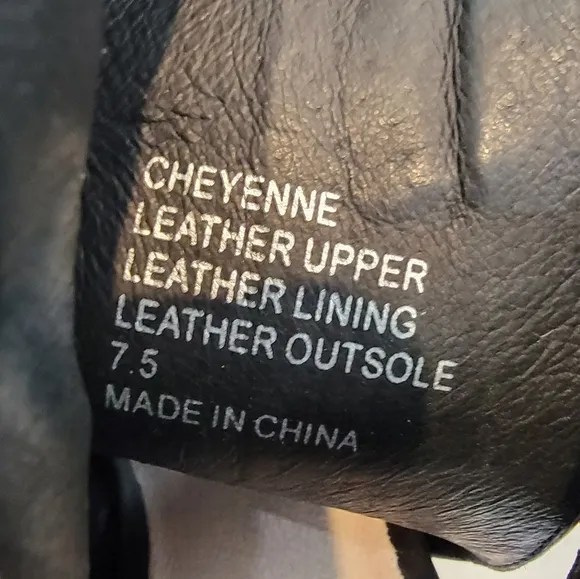 CHEYENNE
LEATHER UPPER
LEATHER LINING
LEATHER OUTSOLE
7.5
MADE IN CHINA